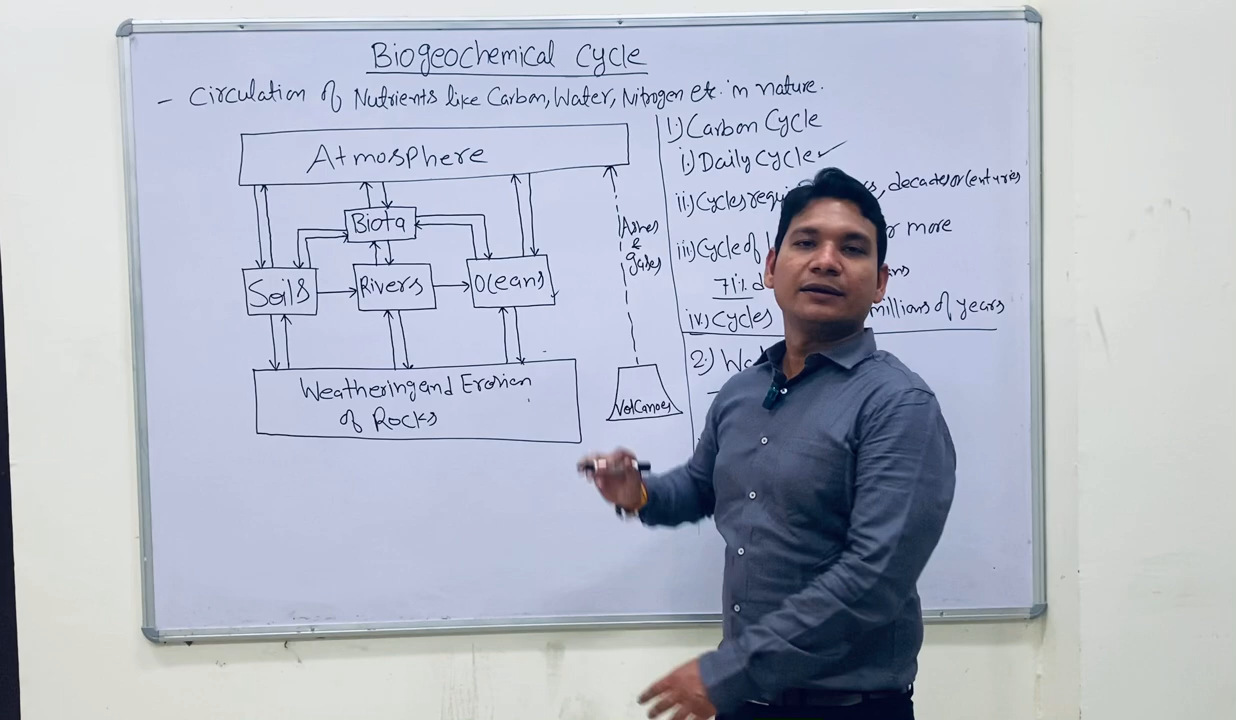 Biogeochemical Cycle
- Circulation of Nutrients like Carbon, Water, Nitrogen etc. in nature.
Atmosphere
Biota
Soils
Rivers
Oceans
Weathering and Erosion
of Rocks
Ashes
&
gases
Volcanoes
1.) Carbon Cycle
i.) Daily Cycle ✓
ii.) Cycles decades or Centuries
iii.) Cycle of more
71%
iv.) Cycles millions of years
2.)